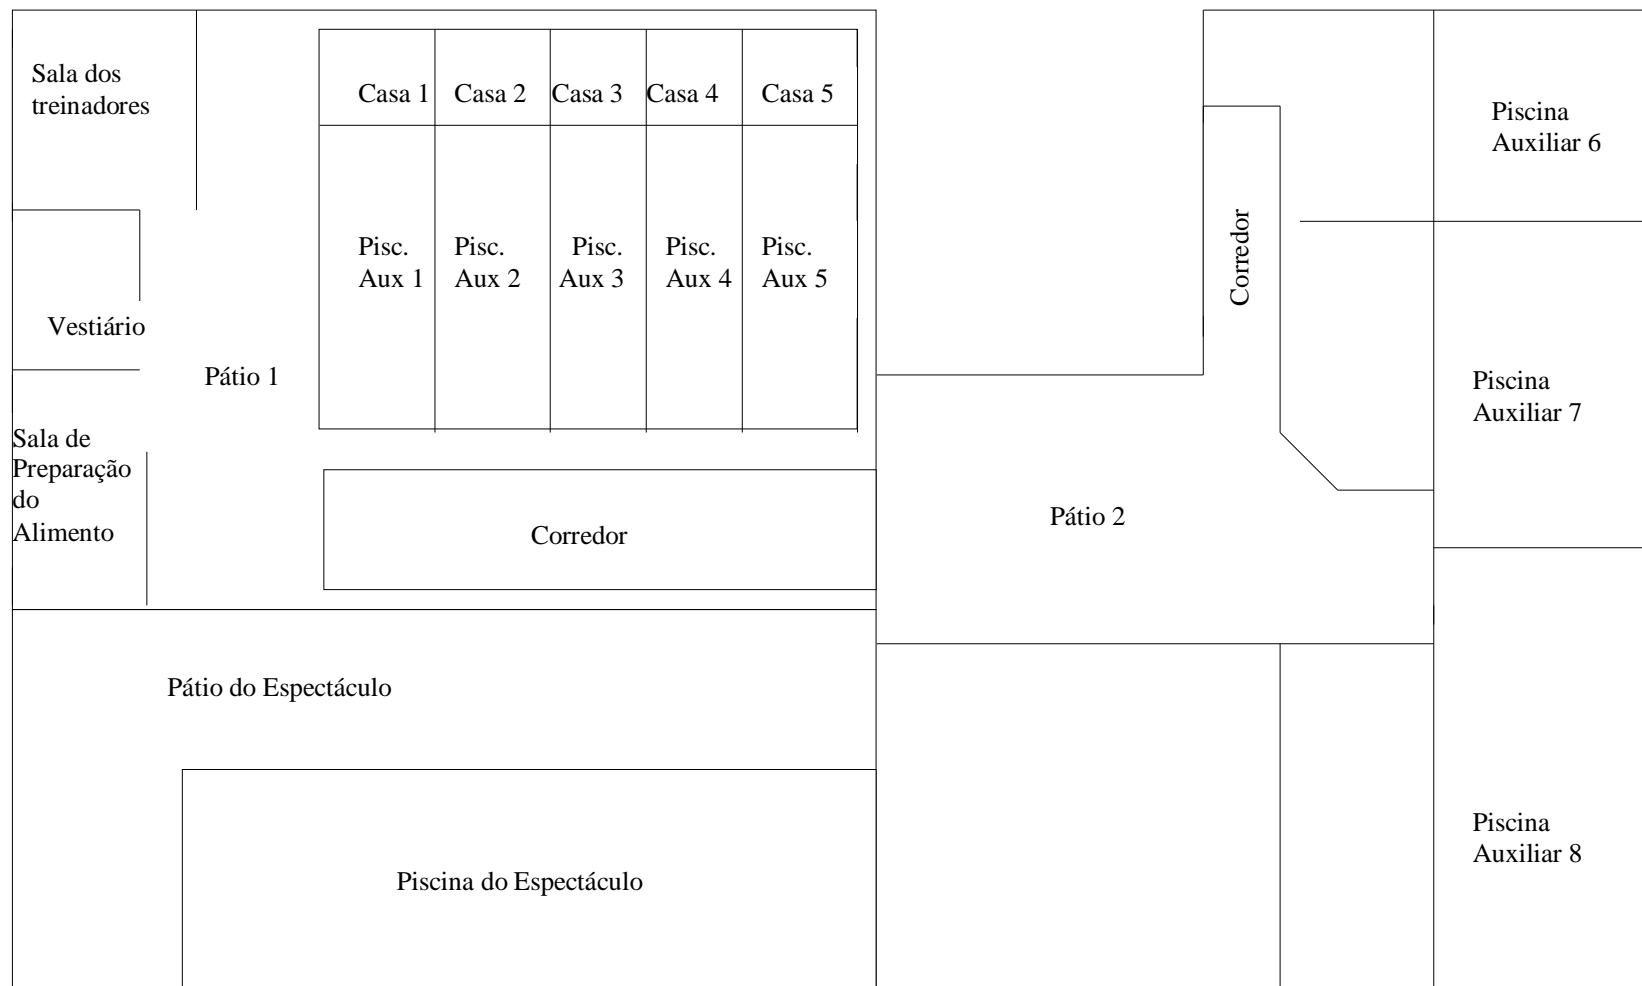 Sala dos
treinadores
Casa 1
Casa 2
Casa 3
Casa 4
Casa 5
Piscina
Auxiliar 6
Pisc.
Aux 1
Pisc.
Aux 2
Pisc.
Aux 3
Pisc.
Aux 4
Pisc.
Aux 5
Corredor
Vestiário
Pátio 1
Piscina
Auxiliar 7
Sala de
Preparação
do
Alimento
Corredor
Pátio 2
Pátio do Espectáculo
Piscina do Espectáculo
Piscina
Auxiliar 8